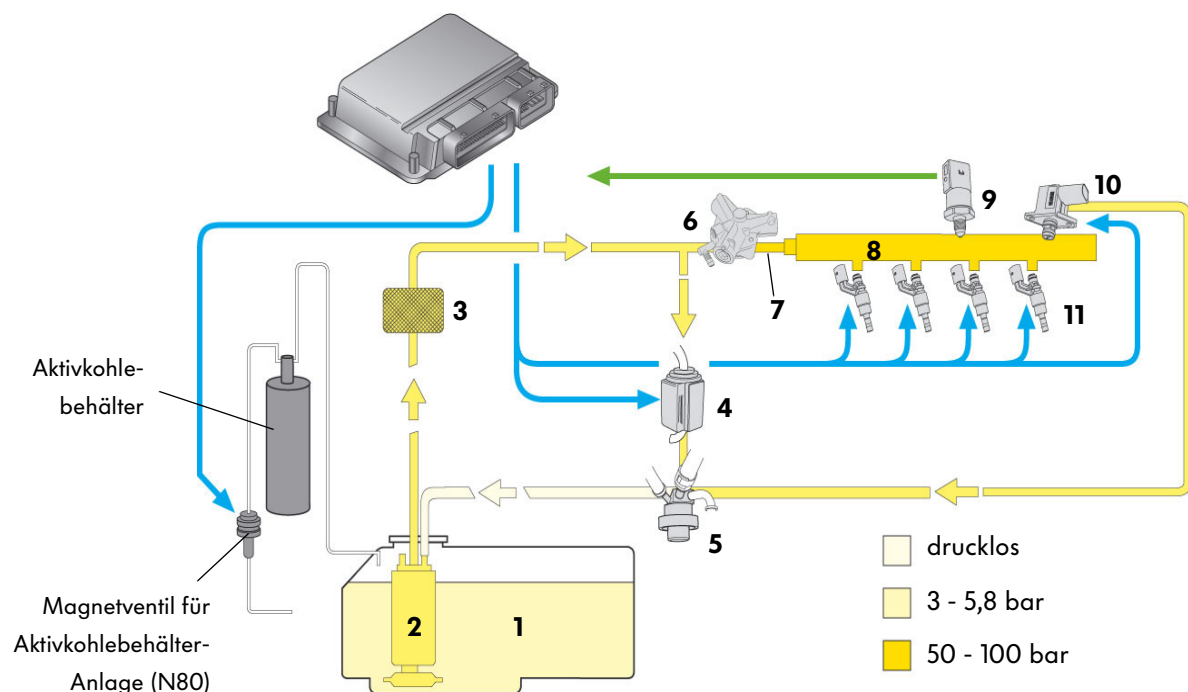 6
9
10
8
7
11
3
4
Aktivkohle-
behälter
5
drucklos
3 - 5,8 bar
50 - 100 bar
2
1
Magnetventil für
Aktivkohlebehälter-
Anlage (N80)